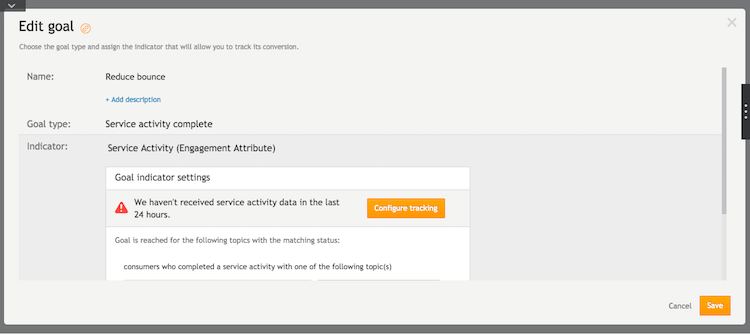 Edit goal
Choose the goal type and assign the indicator that will allow you to track its conversion.
Name:
Reduce bounce
+ Add description
Goal type:
Service activity complete
Indicator:
Service Activity (Engagement Attribute)
Goal indicator settings
We haven't received service activity data in the last
24 hours.
Configure tracking
Goal is reached for the following topics with the matching status:
consumers who completed a service activity with one of the following topic(s)
Cancel
Save